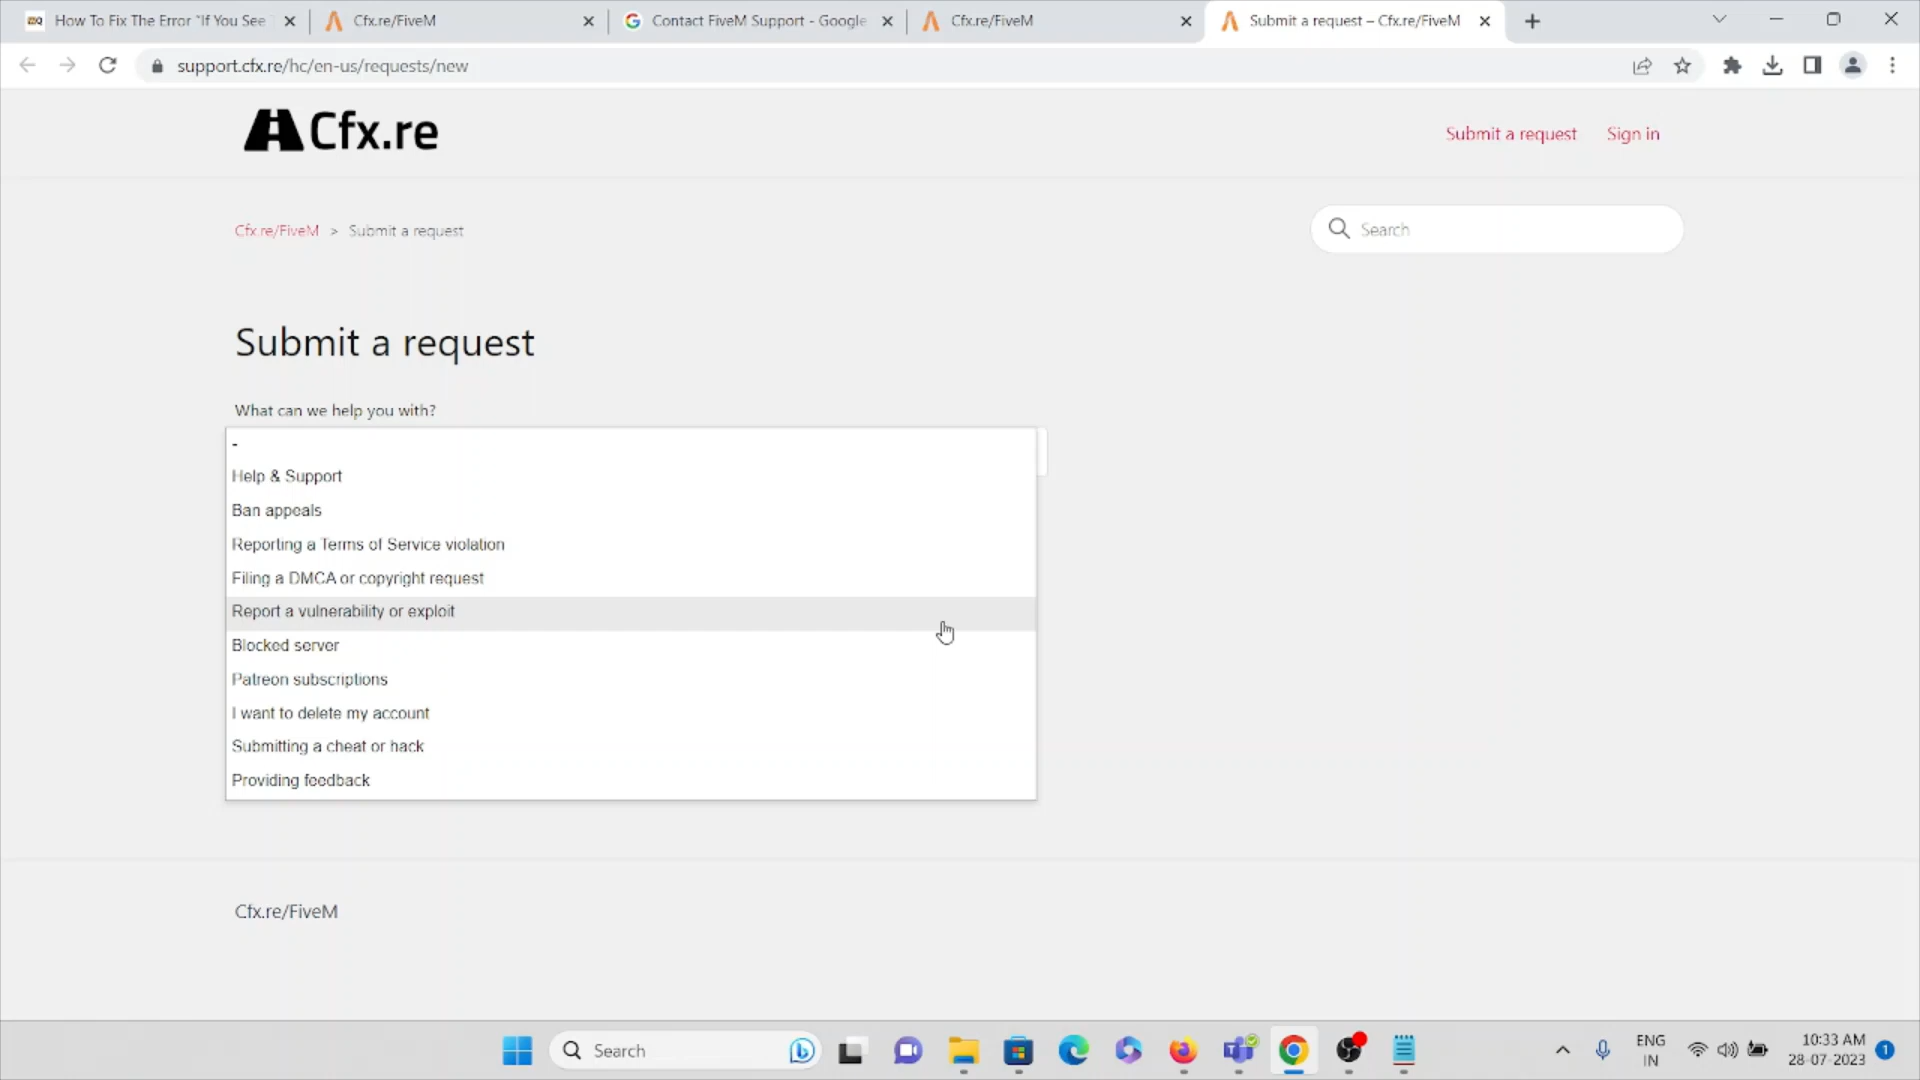 How To Fix The Error "If You See
Cfx.re/FiveM
Contact FiveM Support - Google
Cfx.re/FiveM
Submit a request – Cfx.re/FiveM
support.cfx.re/hc/en-us/requests/new
Cfx.re
Submit a request
Sign in
Cfx.re/FiveM > Submit a request
Search
Submit a request
What can we help you with?
-
Help & Support
Ban appeals
Reporting a Terms of Service violation
Filing a DMCA or copyright request
Report a vulnerability or exploit
Blocked server
Patreon subscriptions
I want to delete my account
Submitting a cheat or hack
Providing feedback
Cfx.re/FiveM
Search
ENG
IN
10:33 AM
28-07-2023
1